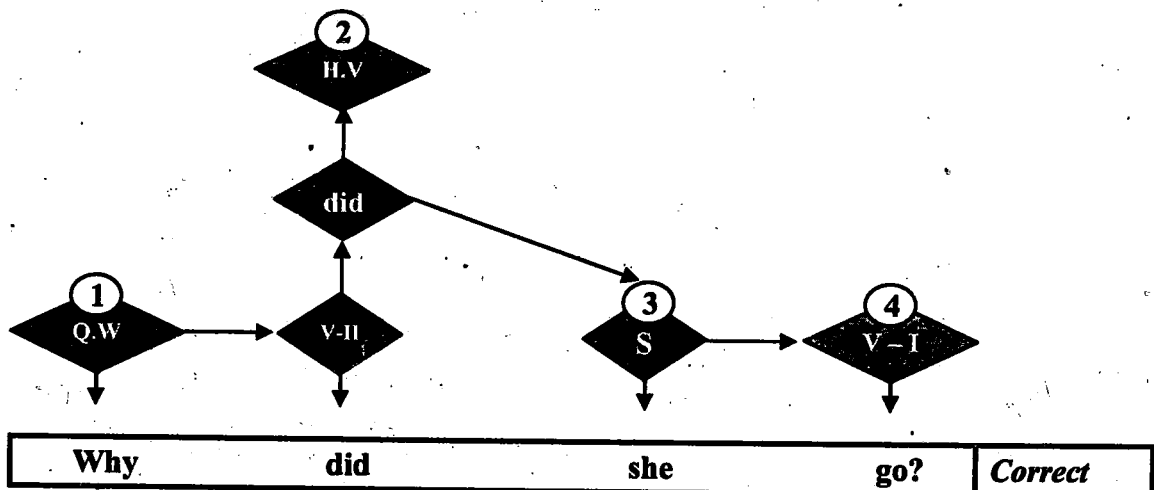 2
H.V
did
1
Q.W
V-II
3
S
4
V – I
Why did she go? Correct